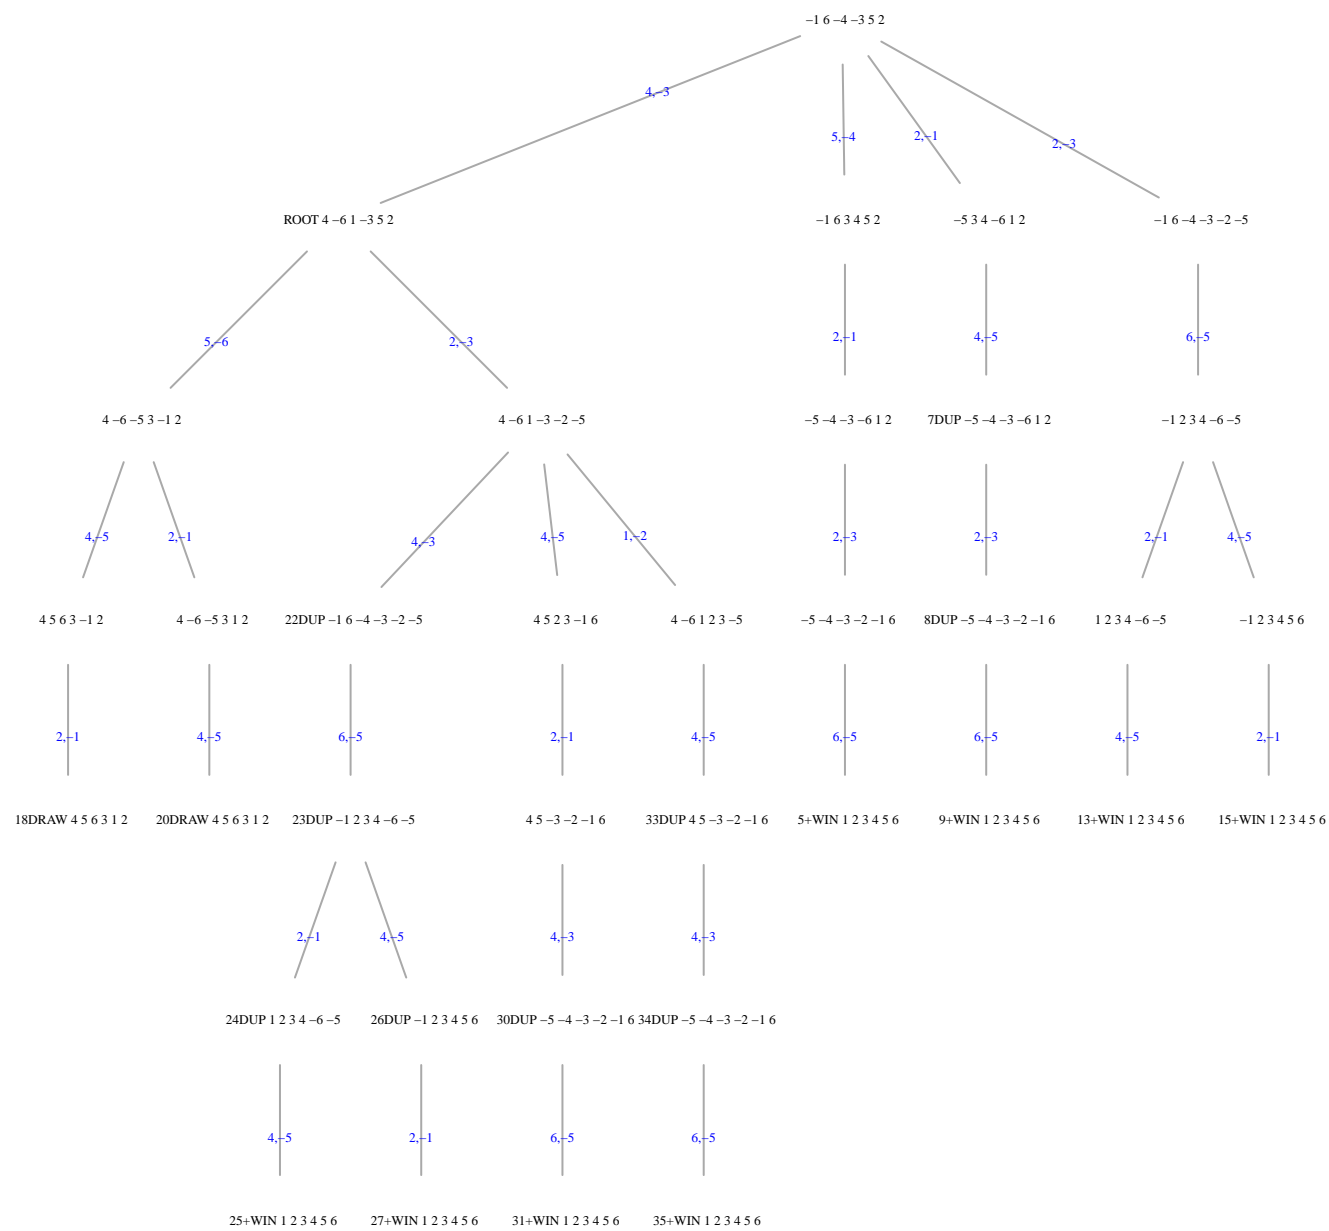 −1 6 −4 −3 5 2
4,−3
5,−4
2,−1
2,−3
ROOT 4 −6 1 −3 5 2
−1 6 3 4 5 2
−5 3 4 −6 1 2
−1 6 −4 −3 −2 −5
5,−6
2,−3
2,−1
4,−5
6,−5
4 −6 −5 3 −1 2
4 −6 1 −3 −2 −5
−5 −4 −3 −6 1 2
7DUP −5 −4 −3 −6 1 2
−1 2 3 4 −6 −5
4,−5
2,−1
4,−3
4,−5
1,−2
2,−3
2,−3
2,−1
4,−5
4 5 6 3 −1 2
4 −6 −5 3 1 2
22DUP −1 6 −4 −3 −2 −5
4 5 2 3 −1 6
4 −6 1 2 3 −5
−5 −4 −3 −2 −1 6
8DUP −5 −4 −3 −2 −1 6
1 2 3 4 −6 −5
−1 2 3 4 5 6
2,−1
4,−5
6,−5
2,−1
4,−5
6,−5
6,−5
4,−5
2,−1
18DRAW 4 5 6 3 1 2
20DRAW 4 5 6 3 1 2
23DUP −1 2 3 4 −6 −5
4 5 −3 −2 −1 6
33DUP 4 5 −3 −2 −1 6
5+WIN 1 2 3 4 5 6
9+WIN 1 2 3 4 5 6
13+WIN 1 2 3 4 5 6
15+WIN 1 2 3 4 5 6
2,−1
4,−5
4,−3
4,−3
24DUP 1 2 3 4 −6 −5
26DUP −1 2 3 4 5 6
30DUP −5 −4 −3 −2 −1 6
34DUP −5 −4 −3 −2 −1 6
4,−5
2,−1
6,−5
6,−5
25+WIN 1 2 3 4 5 6
27+WIN 1 2 3 4 5 6
31+WIN 1 2 3 4 5 6
35+WIN 1 2 3 4 5 6